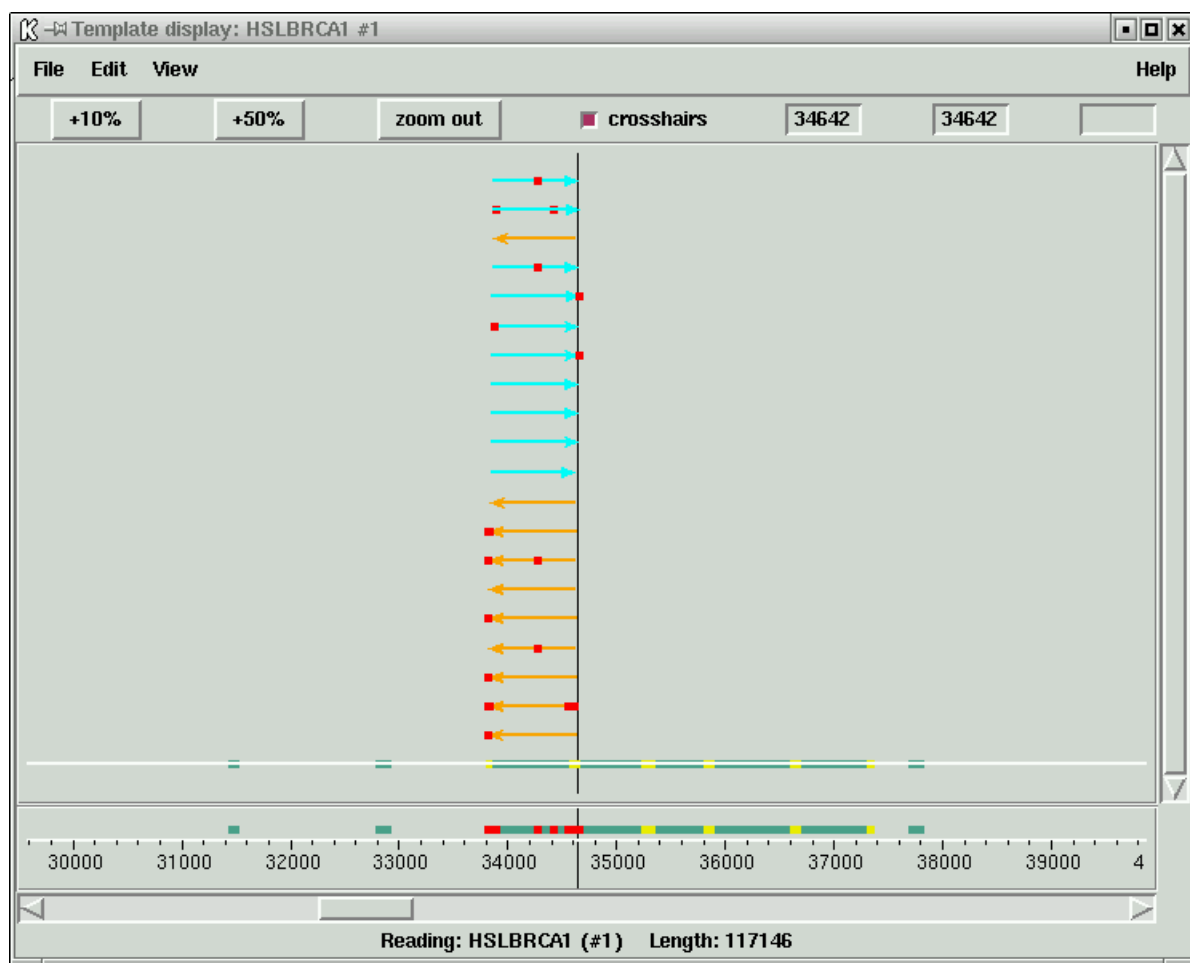 Template display: HSLBRCA1 #1
File Edit View Help
+10% +50% zoom out crosshairs 34642 34642
30000 31000 32000 33000 34000 35000 36000 37000 38000 39000 4
Reading: HSLBRCA1 (#1) Length: 117146